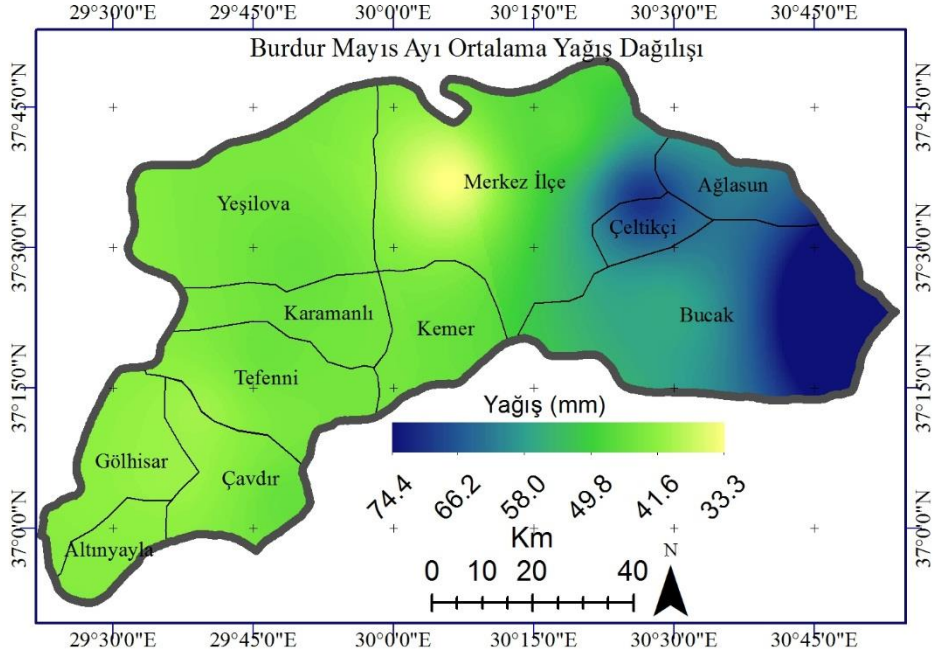 29°30'0"E 29°45'0"E 30°0'0"E 30°15'0"E 30°30'0"E 30°45'0"E
Burdur Mayıs Ayı Ortalama Yağış Dağılışı
37°45'0"N 37°45'0"N
Merkez İlçe
Ağlasun
Yeşilova
Çeltikçi
37°30'0"N 37°30'0"N
Karamanlı
Kemer
Bucak
Tefenni
37°15'0"N 37°15'0"N
Yağış (mm)
74.4 66.2 58.0 49.8 41.6 33.3
Gölhisar
Çavdır
37°0'0"N 37°0'0"N
Altınyayla
Km
N
0 10 20 40
29°30'0"E 29°45'0"E 30°0'0"E 30°15'0"E 30°30'0"E 30°45'0"E